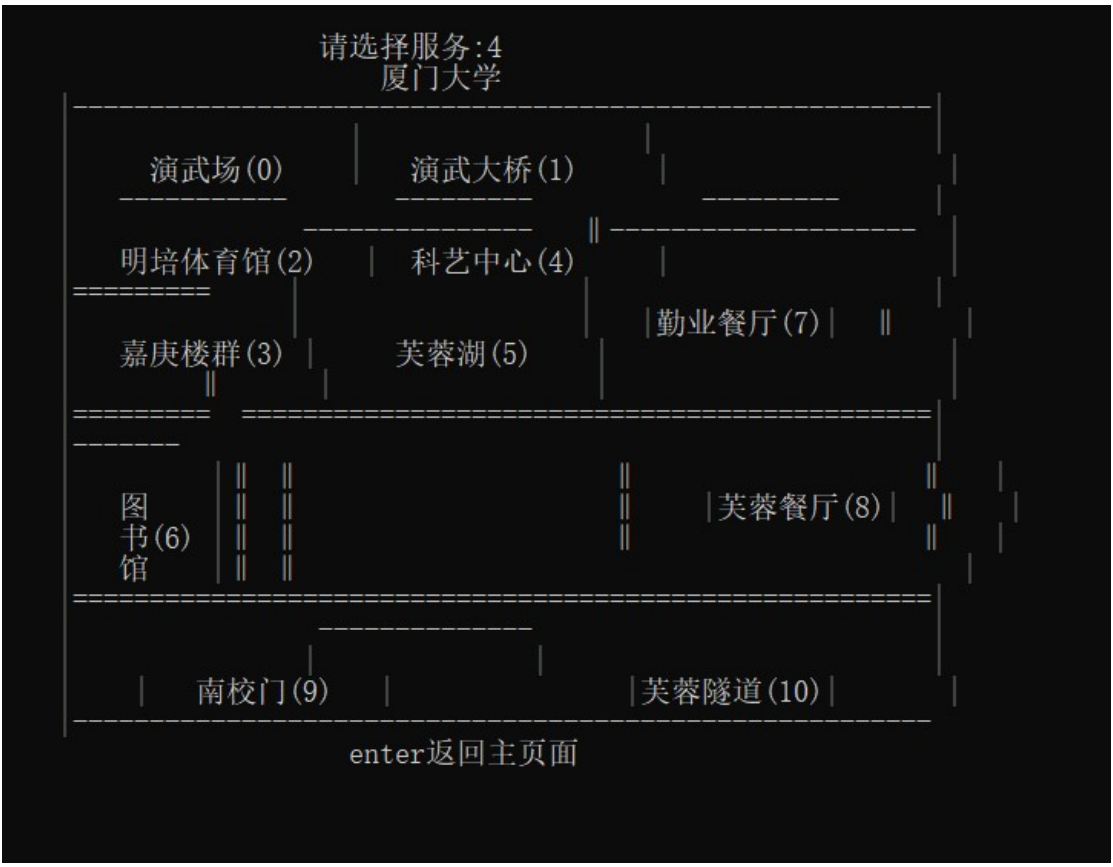 请选择服务:4
厦门大学
演武场(0) 演武大桥(1)
明培体育馆(2) 科艺中心(4)
勤业餐厅(7)
嘉庚楼群(3) 芙蓉湖(5)
图 芙蓉餐厅(8)
书(6)
馆
南校门(9) 芙蓉隧道(10)
enter返回主页面